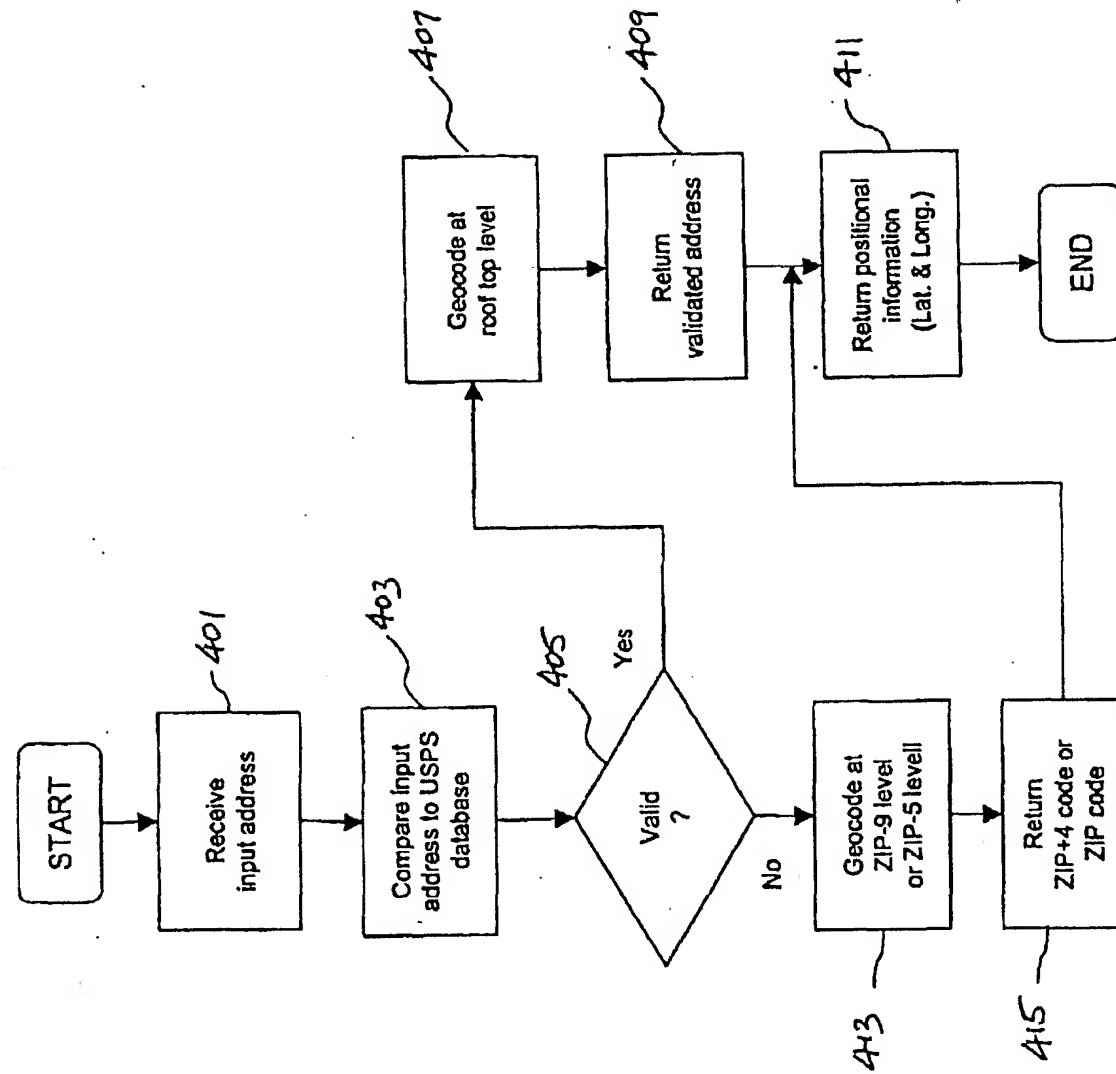 START
401
Receive
input address
403
Compare input
address to USPS
database
405
Valid
?
Yes
No
407
Geocode at
roof top level
409
Return
validated address
411
Return positional
information
(Lat. & Long.)
END
Geocode at
ZIP-9 level
or ZIP-5 levell
413
Return
ZIP+4 code or
ZIP code
415